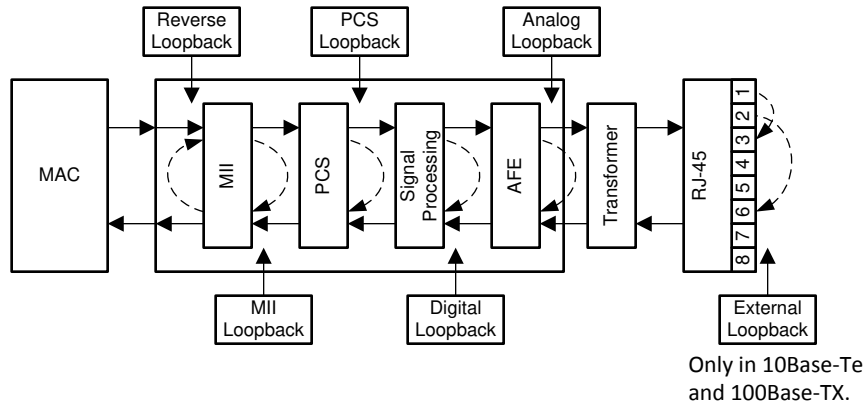 Reverse
Loopback
PCS
Loopback
Analog
Loopback
MAC
MII
PCS
Signal
Processing
AFE
Transformer
RJ-45
1
2
3
4
5
6
7
8
MII
Loopback
Digital
Loopback
External
Loopback
Only in 10Base-Te
and 100Base-TX.